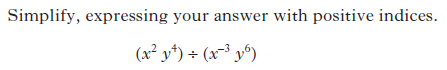 Simplify, expressing your answer with positive indices.
(x² y⁴) ÷ (x⁻³ y⁶)